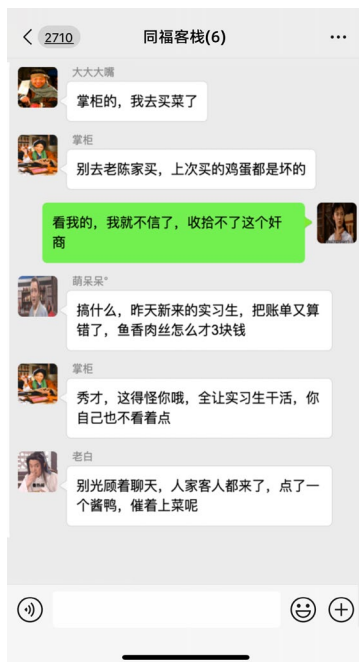 2710
同福客栈(6)
大大大嘴
掌柜的，我去买菜了
掌柜
别去老陈家买，上次买的鸡蛋都是坏的
看我的，我就不信了，收拾不了这个奸
商
萌呆呆°
搞什么，昨天新来的实习生，把账单又算
错了，鱼香肉丝怎么才3块钱
掌柜
秀才，这得怪你哦，全让实习生干活，你
自己也不看着点
老白
别光顾着聊天，人家客人都来了，点了一
个酱鸭，催着上菜呢